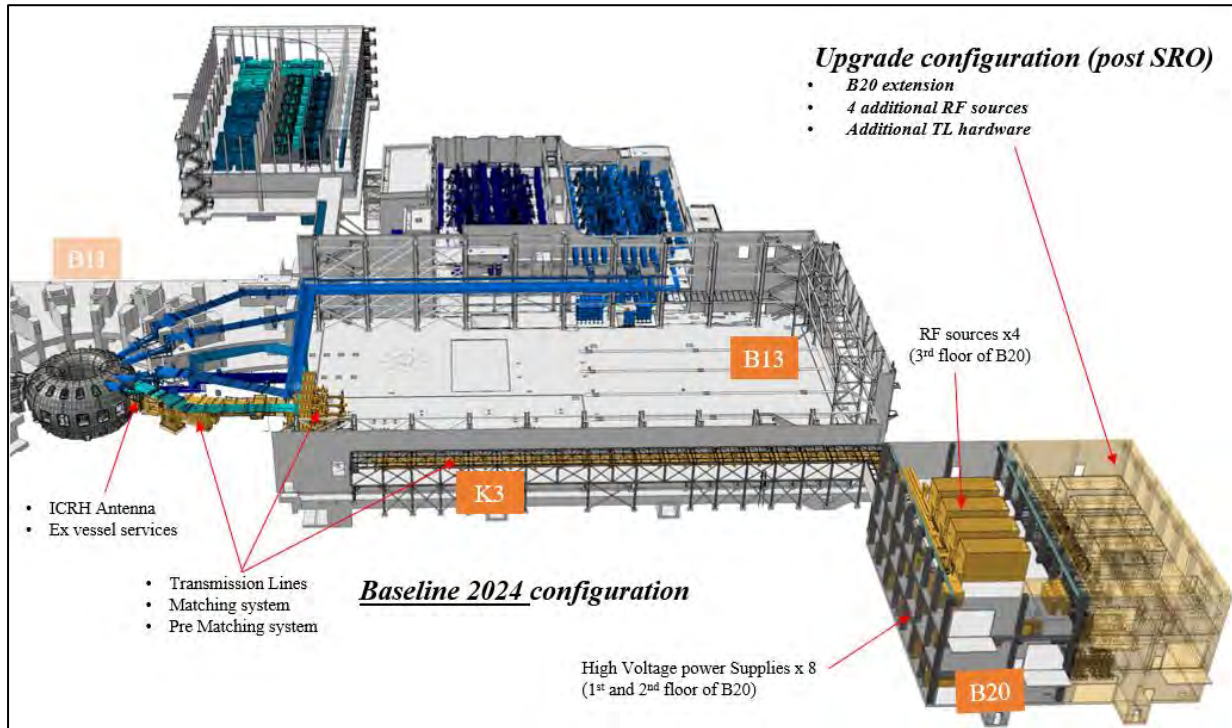 Upgrade configuration (post SRO)
• B20 extension
• 4 additional RF sources
• Additional TL hardware
B11
B13
RF sources x4
(3rd floor of B20)
K3
• ICRH Antenna
• Ex vessel services
• Transmission Lines
• Matching system
• Pre Matching system
Baseline 2024 configuration
High Voltage power Supplies x 8
(1st and 2nd floor of B20)
B20